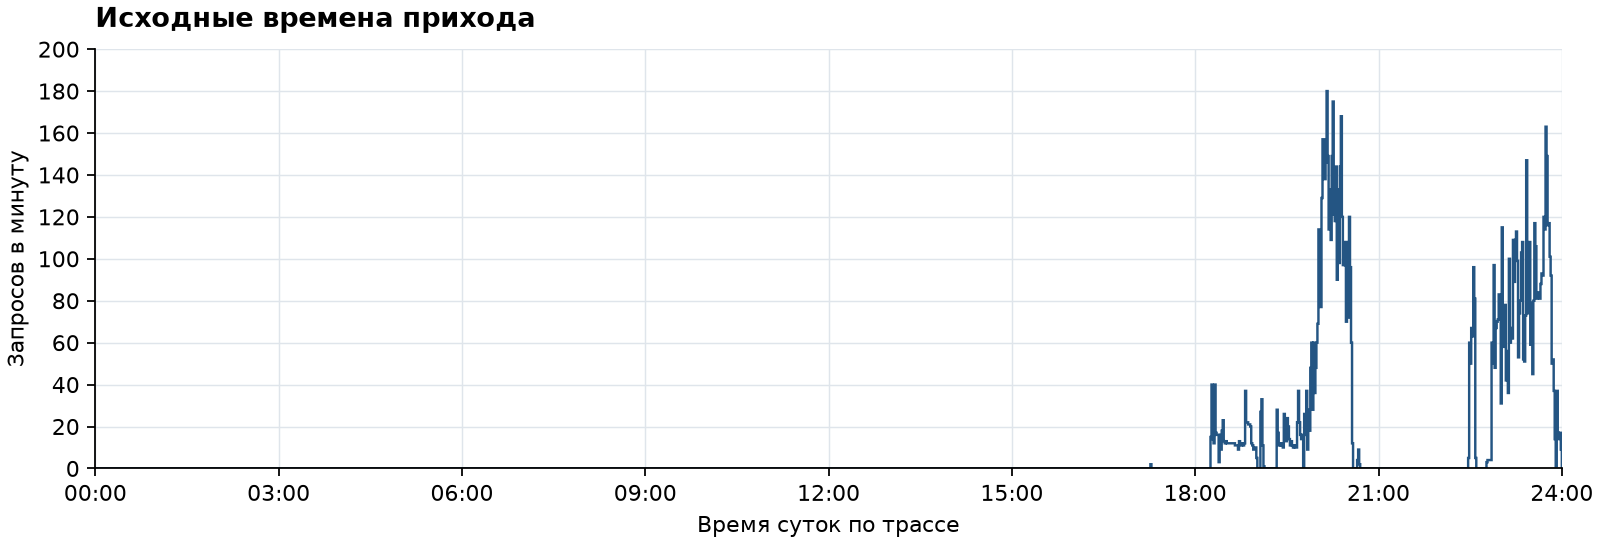 Исходные времена прихода
Запросов в минуту
200
180
160
140
120
100
80
60
40
20
0
00:00 03:00 06:00 09:00 12:00 15:00 18:00 21:00 24:00
Время суток по трассе